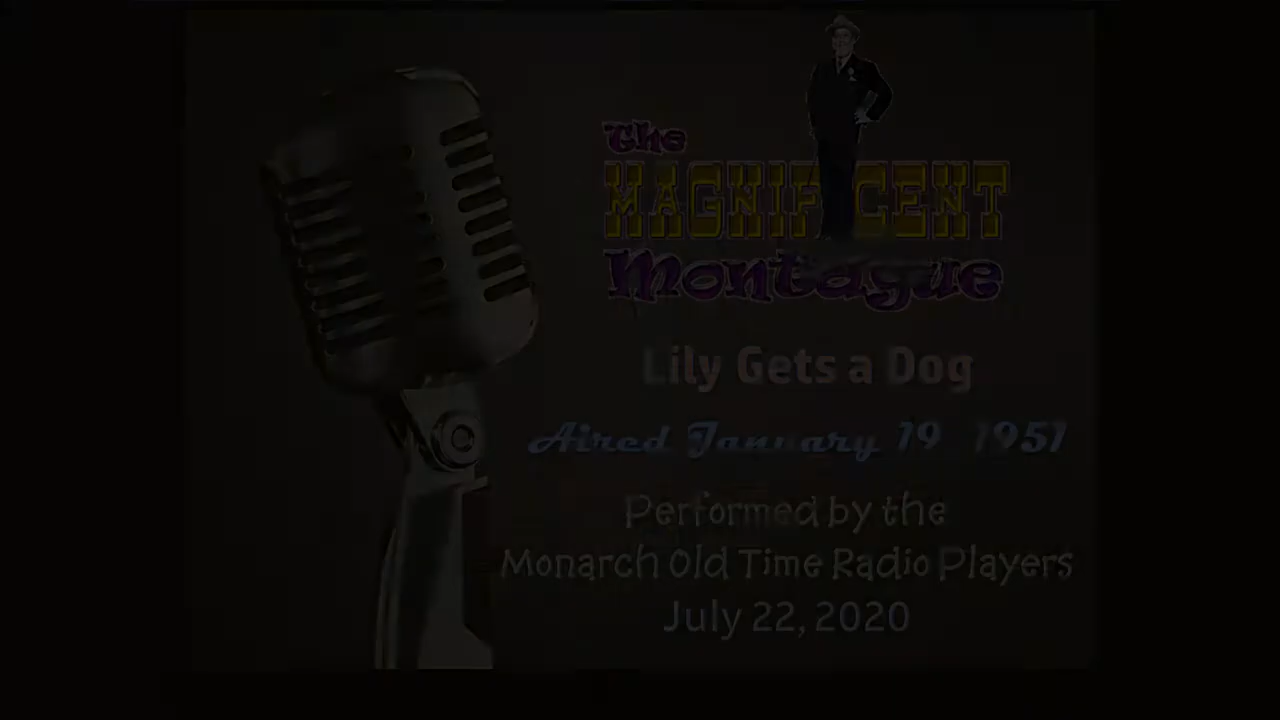 The
MAGNIFICENT
Montague
Lily Gets a Dog
Aired January 19 1951
Performed by the
Monarch Old Time Radio Players
July 22, 2020